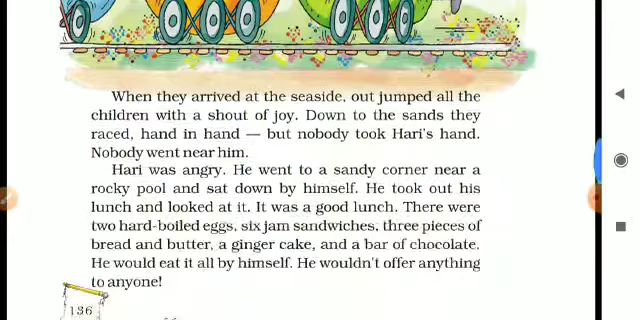 When they arrived at the seaside, out jumped all the
children with a shout of joy. Down to the sands they
raced, hand in hand — but nobody took Hari's hand.
Nobody went near him.
Hari was angry. He went to a sandy corner near a
rocky pool and sat down by himself. He took out his
lunch and looked at it. It was a good lunch. There were
two hard-boiled eggs, six jam sandwiches, three pieces of
bread and butter, a ginger cake, and a bar of chocolate.
He would eat it all by himself. He wouldn't offer anything
to anyone!
136